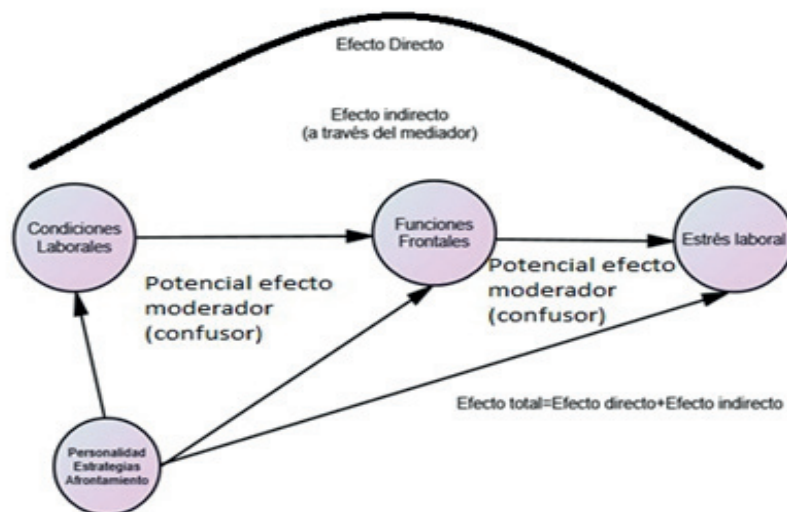 Efecto Directo
Efecto indirecto
(a través del mediador)
Condiciones
Laborales
Funciones
Frontales
Estrés laboral
Potencial efecto
moderador
(confusor)
Potencial efecto
moderador
(confusor)
Efecto total=Efecto directo+Efecto indirecto
Personalidad
Estrategias
Afrontamiento